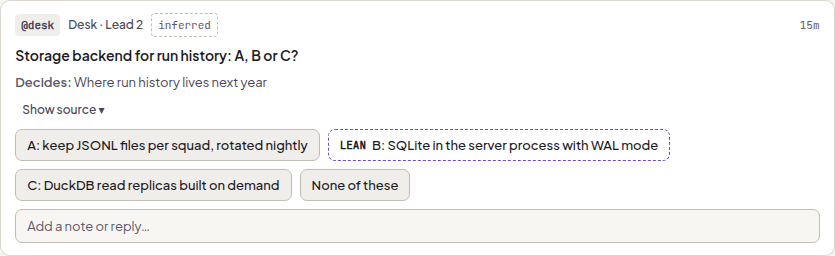 @desk Desk · Lead 2 inferred 15m
Storage backend for run history: A, B or C?
Decides: Where run history lives next year
Show source ▾
A: keep JSONL files per squad, rotated nightly LEAN B: SQLite in the server process with WAL mode
C: DuckDB read replicas built on demand None of these
Add a note or reply...